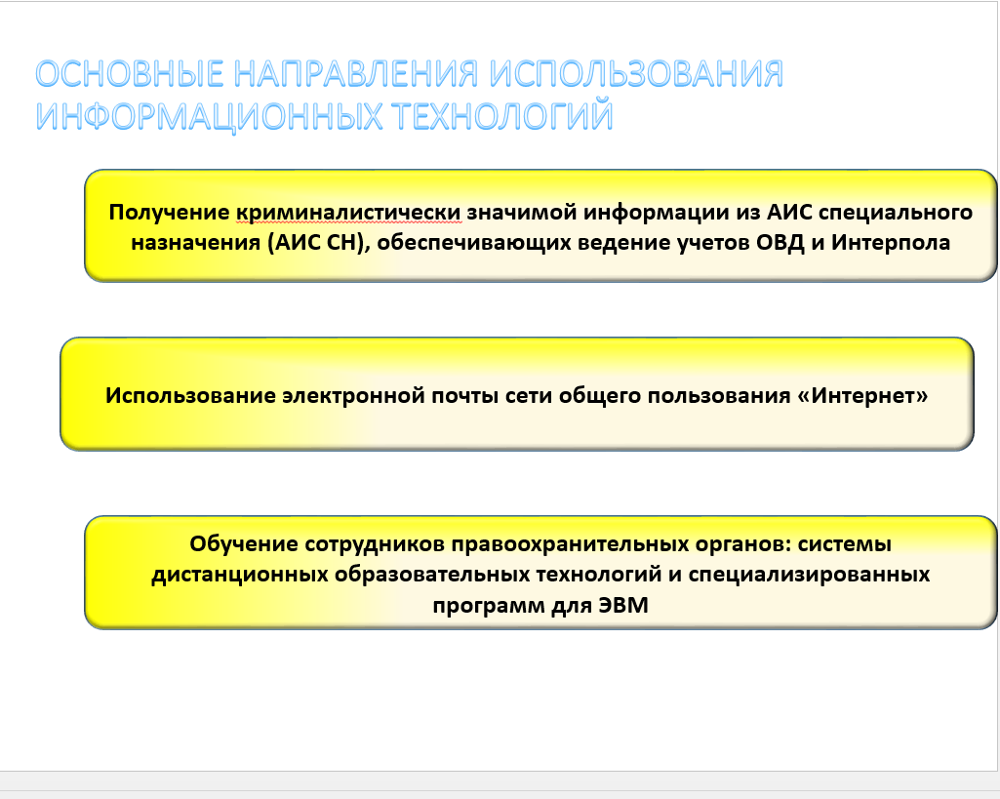 ОСНОВНЫЕ НАПРАВЛЕНИЯ ИСПОЛЬЗОВАНИЯ
ИНФОРМАЦИОННЫХ ТЕХНОЛОГИЙ
Получение криминалистически значимой информации из АИС специального
назначения (АИС СН), обеспечивающих ведение учетов ОВД и Интерпола
Использование электронной почты сети общего пользования «Интернет»
Обучение сотрудников правоохранительных органов: системы
дистанционных образовательных технологий и специализированных
программ для ЭВМ